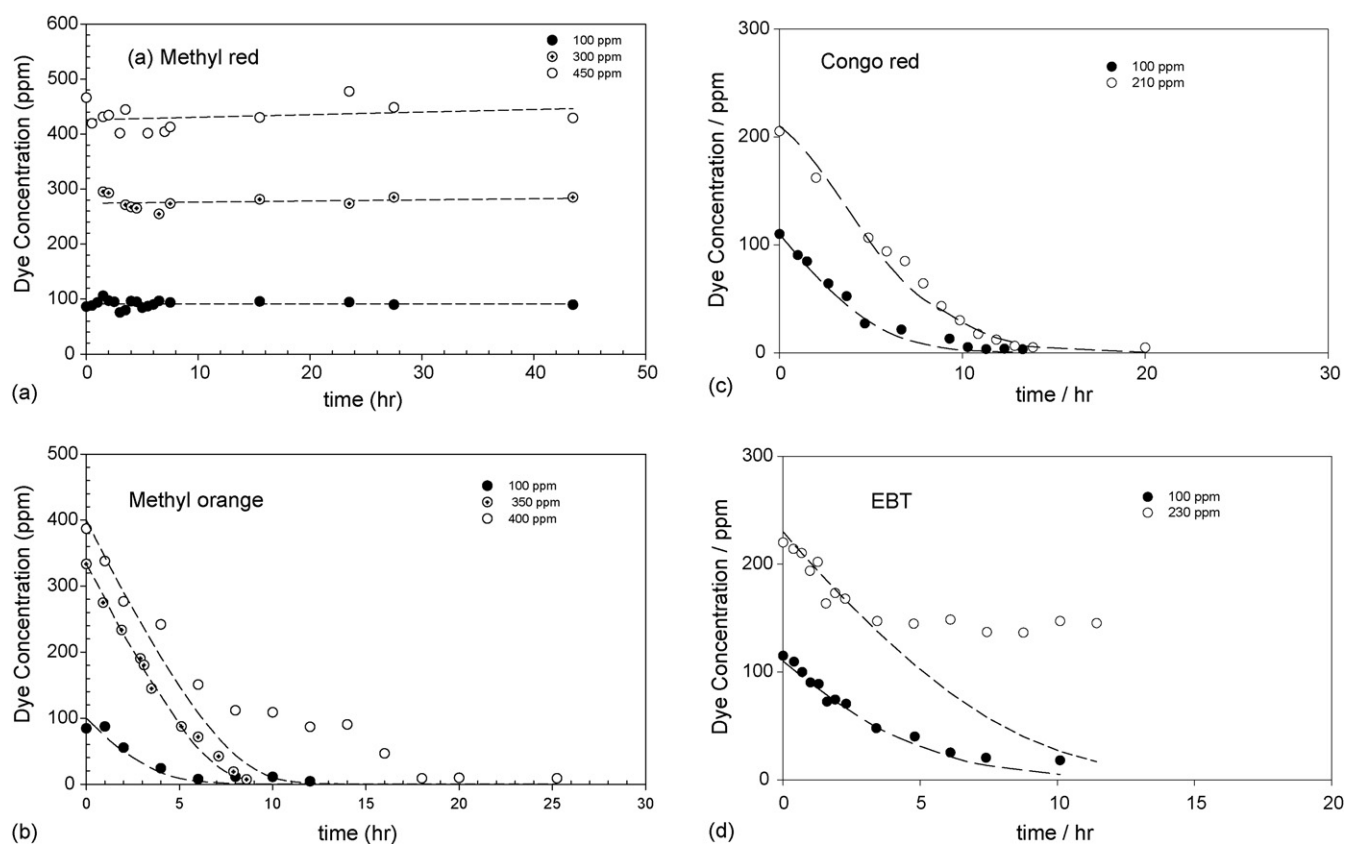 600
500
400
300
200
100
0
Dye Concentration (ppm)
(a) Methyl red
100 ppm
300 ppm
450 ppm
0
10
20
30
40
50
time (hr)
(a)
300
200
100
0
Dye Concentration / ppm
Congo red
100 ppm
210 ppm
0
10
20
30
time / hr
(c)
500
400
300
200
100
0
Dye Concentration (ppm)
Methyl orange
100 ppm
350 ppm
400 ppm
0
5
10
15
20
25
30
time (hr)
(b)
300
200
100
0
Dye Concentration / ppm
EBT
100 ppm
230 ppm
0
5
10
15
20
time / hr
(d)